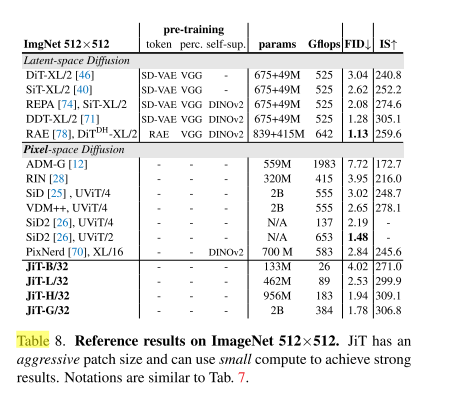 pre-training
ImgNet 512×512 token perc. self-sup. params Gflops FID↓ IS↑
Latent-space Diffusion
DiT-XL/2 [46] SD-VAE VGG - 675+49M 525 3.04 240.8
SiT-XL/2 [40] SD-VAE VGG - 675+49M 525 2.62 252.2
REPA [74], SiT-XL/2 SD-VAE VGG DINOv2 675+49M 525 2.08 274.6
DDT-XL/2 [71] SD-VAE VGG DINOv2 675+49M 525 1.28 305.1
RAE [78], DiTDH-XL/2 RAE VGG DINOv2 839+415M 642 1.13 259.6
Pixel-space Diffusion
ADM-G [12] - - - 559M 1983 7.72 172.7
RIN [28] - - - 320M 415 3.95 216.0
SiD [25] , UViT/4 - - - 2B 555 3.02 248.7
VDM++, UViT/4 - - - 2B 555 2.65 278.1
SiD2 [26], UViT/4 - - - N/A 137 2.19 -
SiD2 [26], UViT/2 - - - N/A 653 1.48 -
PixNerd [70], XL/16 - - DINOv2 700 M 583 2.84 245.6
JiT-B/32 - - - 133M 26 4.02 271.0
JiT-L/32 - - - 462M 89 2.53 299.9
JiT-H/32 - - - 956M 183 1.94 309.1
JiT-G/32 - - - 2B 384 1.78 306.8
Table 8. Reference results on ImageNet 512×512. JiT has an
aggressive patch size and can use small compute to achieve strong
results. Notations are similar to Tab. 7.